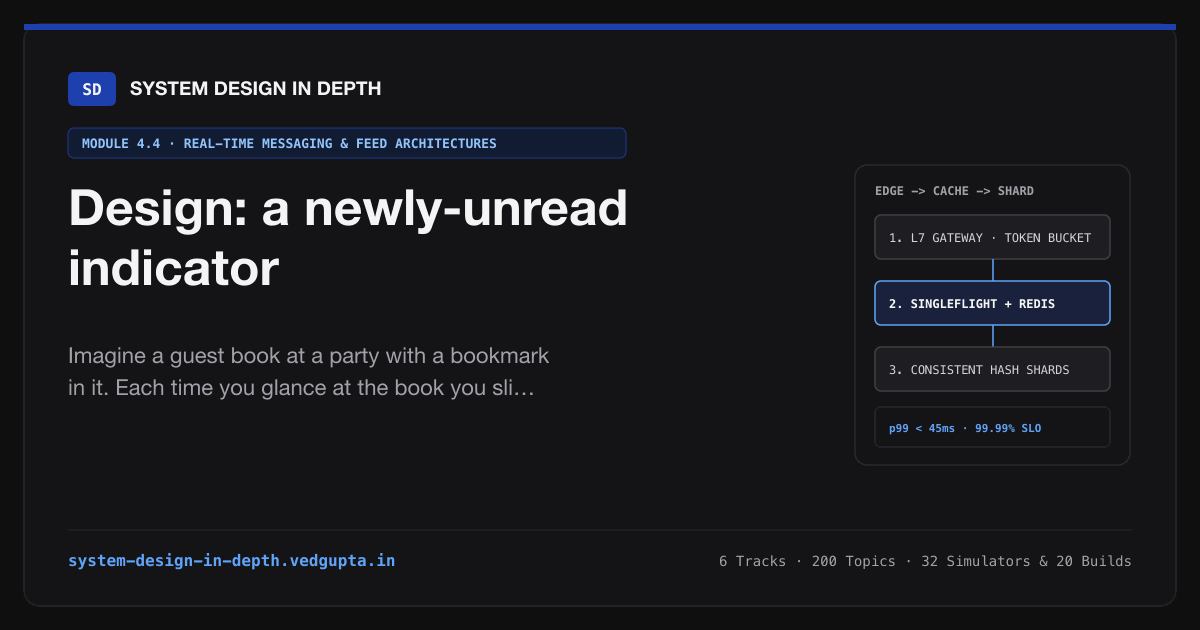 SD
SYSTEM DESIGN IN DEPTH
MODULE 4.4 · REAL-TIME MESSAGING & FEED ARCHITECTURES
Design: a newly-unread
indicator
Imagine a guest book at a party with a bookmark
in it. Each time you glance at the book you sli…
EDGE -> CACHE -> SHARD
1. L7 GATEWAY · TOKEN BUCKET
2. SINGLEFLIGHT + REDIS
3. CONSISTENT HASH SHARDS
p99 < 45ms · 99.99% SLO
system-design-in-depth.vedgupta.in
6 Tracks · 200 Topics · 32 Simulators & 20 Builds